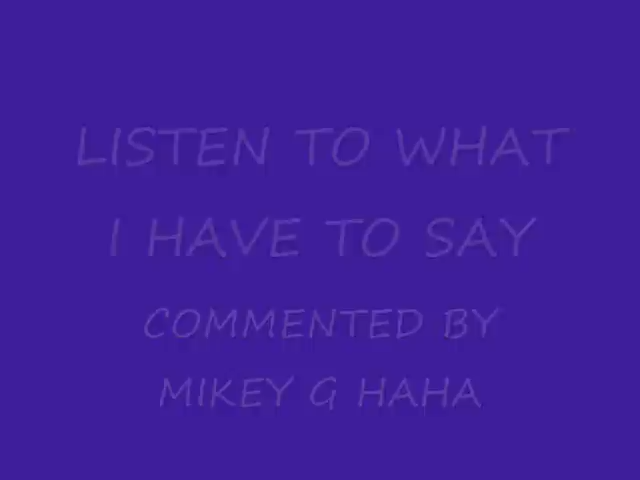 LISTEN TO WHAT
I HAVE TO SAY
COMMENTED BY
MIKEY G HAHA